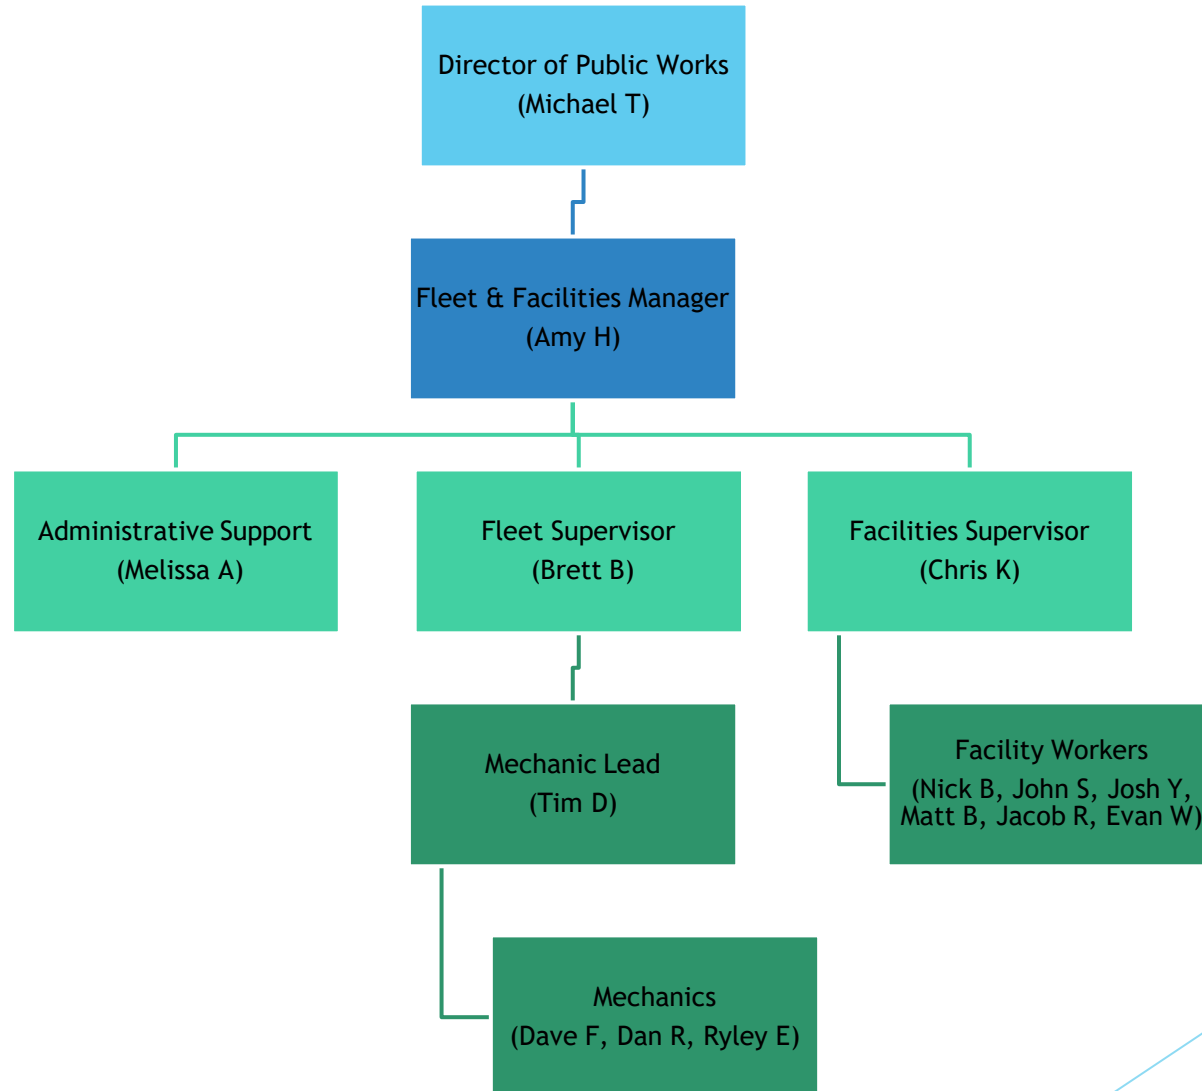 Director of Public Works
(Michael T)
Fleet & Facilities Manager
(Amy H)
Administrative Support
(Melissa A)
Fleet Supervisor
(Brett B)
Facilities Supervisor
(Chris K)
Mechanic Lead
(Tim D)
Facility Workers
(Nick B, John S, Josh Y,
Matt B, Jacob R, Evan W)
Mechanics
(Dave F, Dan R, Ryley E)